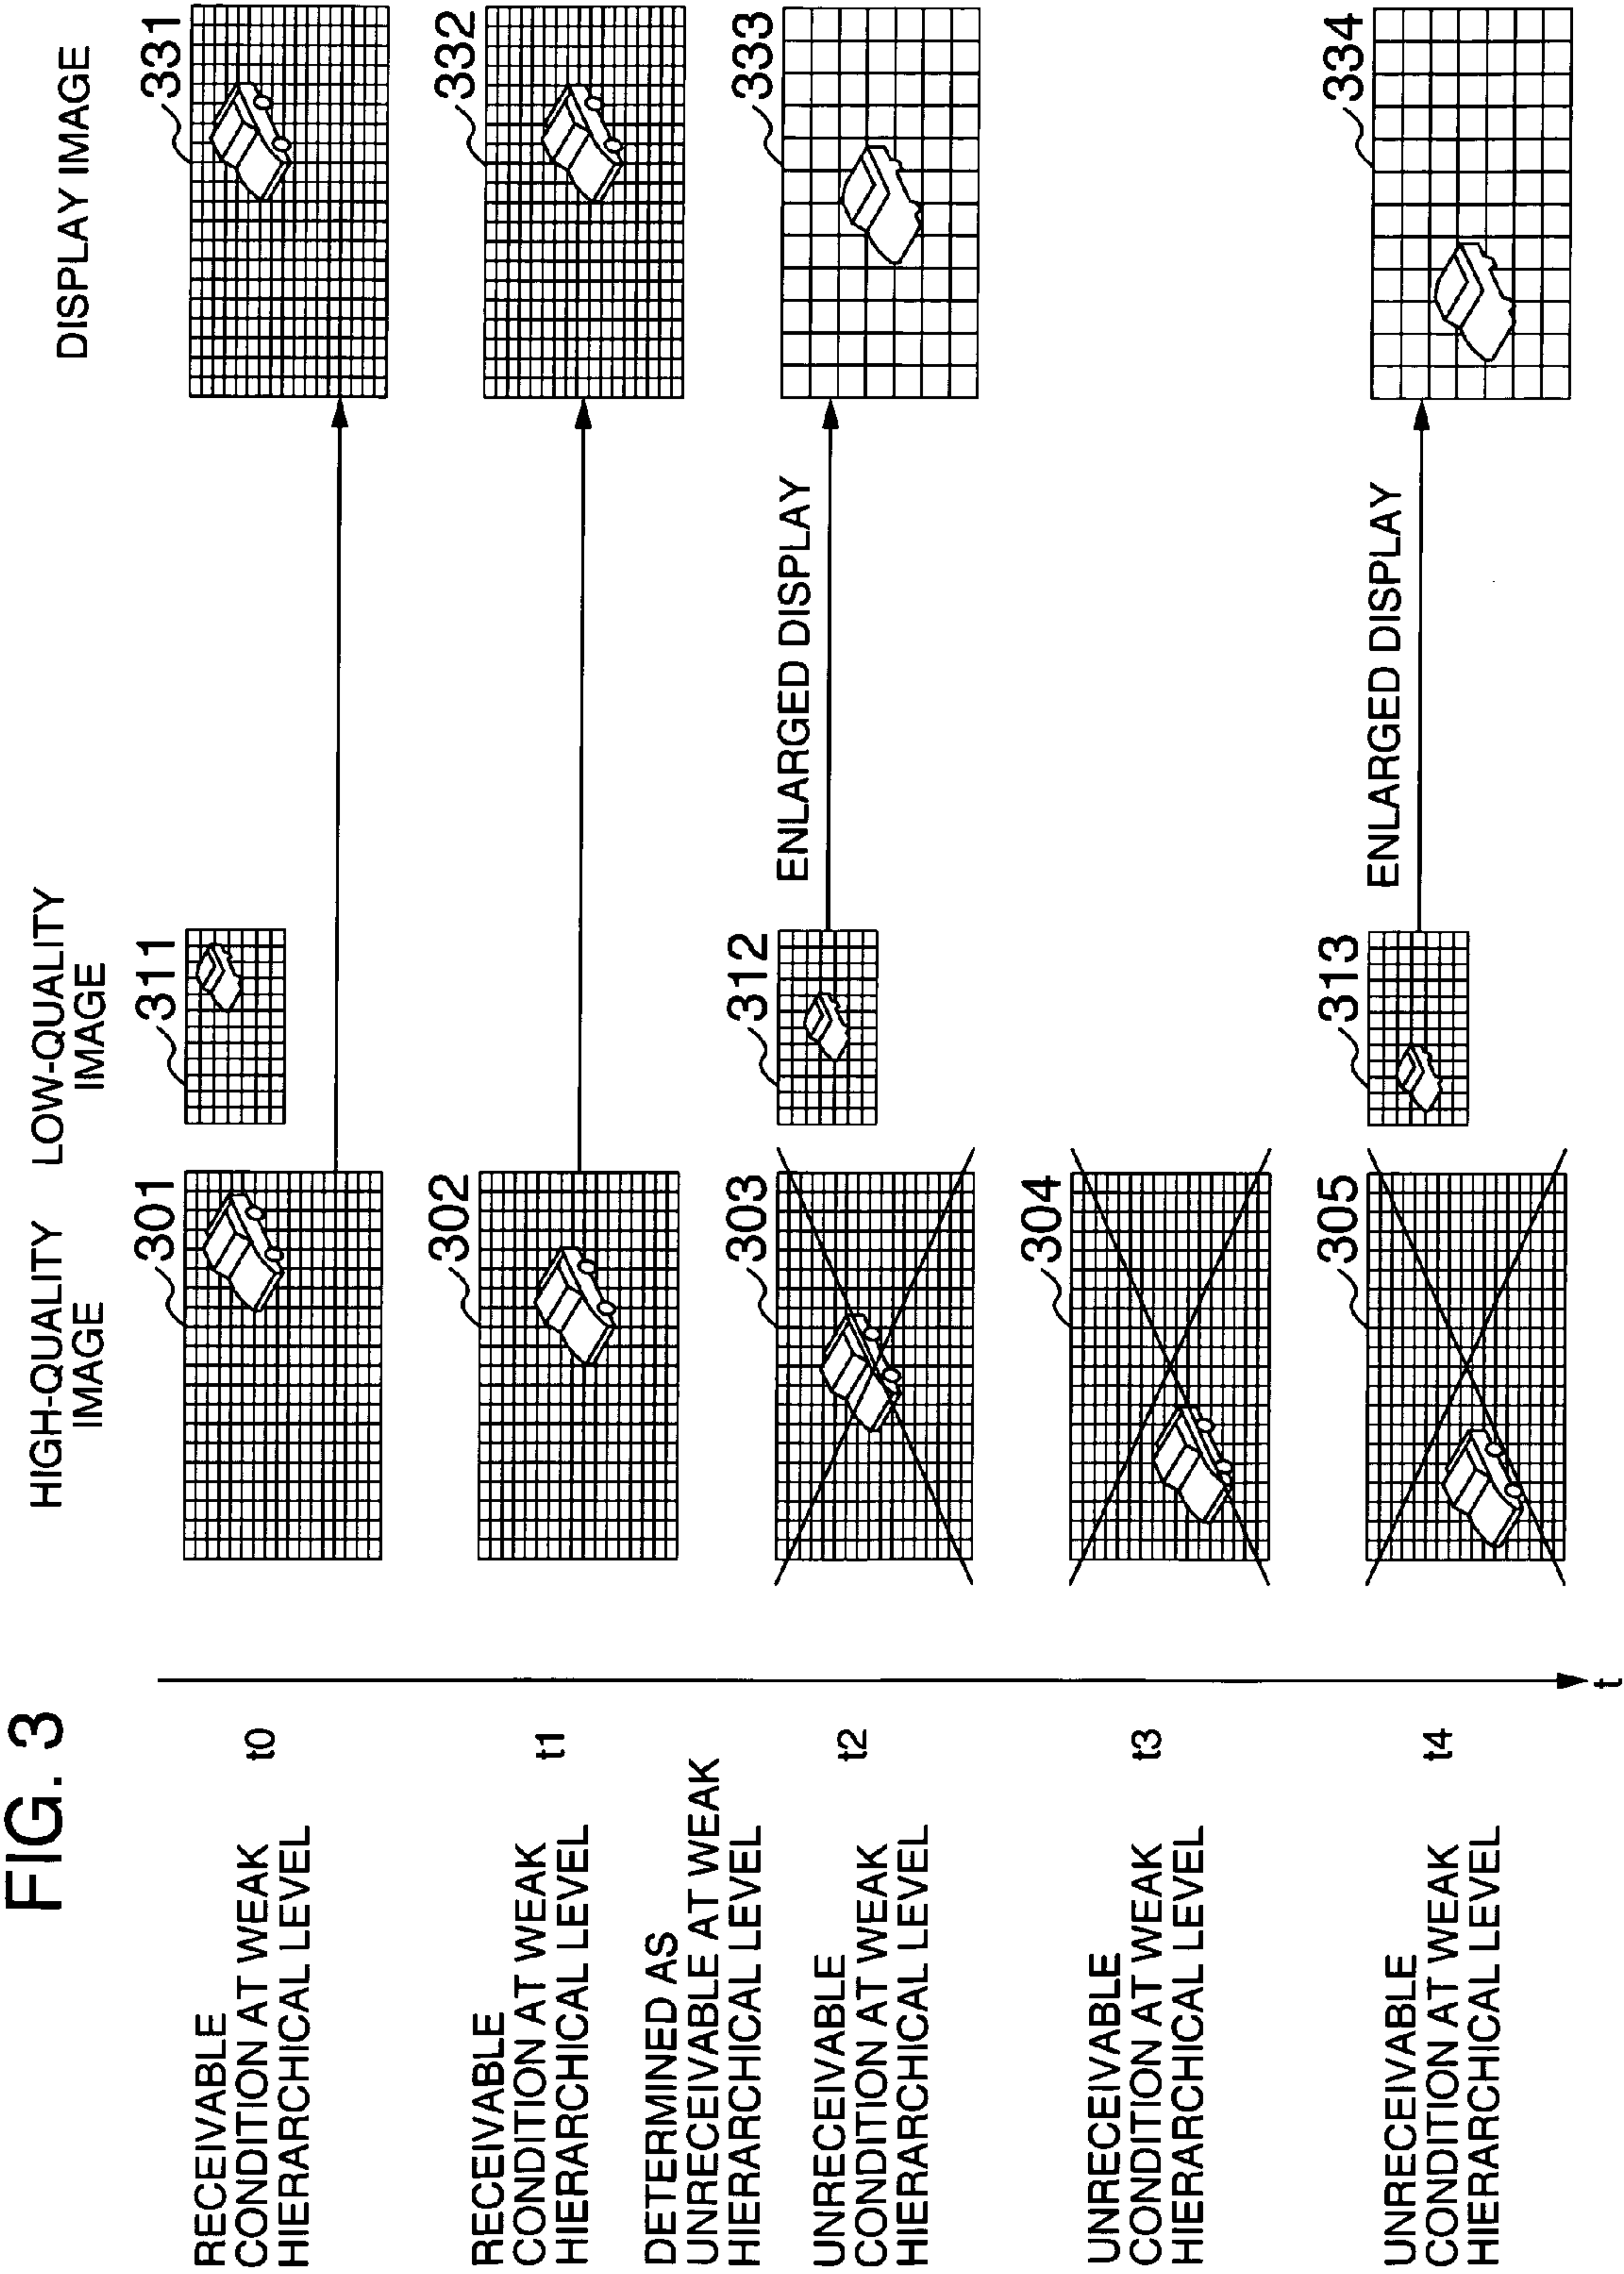 FIG. 3
HIGH-QUALITY
IMAGE
LOW-QUALITY
IMAGE
DISPLAY IMAGE
RECEIVABLE
CONDITION AT WEAK
HIERARCHICAL LEVEL
t0
301
311
331
RECEIVABLE
CONDITION AT WEAK
HIERARCHICAL LEVEL
t1
302
332
DETERMINED AS
UNRECEIVABLE AT WEAK
HIERARCHICAL LEVEL
UNRECEIVABLE
CONDITION AT WEAK
HIERARCHICAL LEVEL
t2
303
312
ENLARGED DISPLAY
333
UNRECEIVABLE
CONDITION AT WEAK
HIERARCHICAL LEVEL
t3
304
UNRECEIVABLE
CONDITION AT WEAK
HIERARCHICAL LEVEL
t4
305
313
ENLARGED DISPLAY
334
t